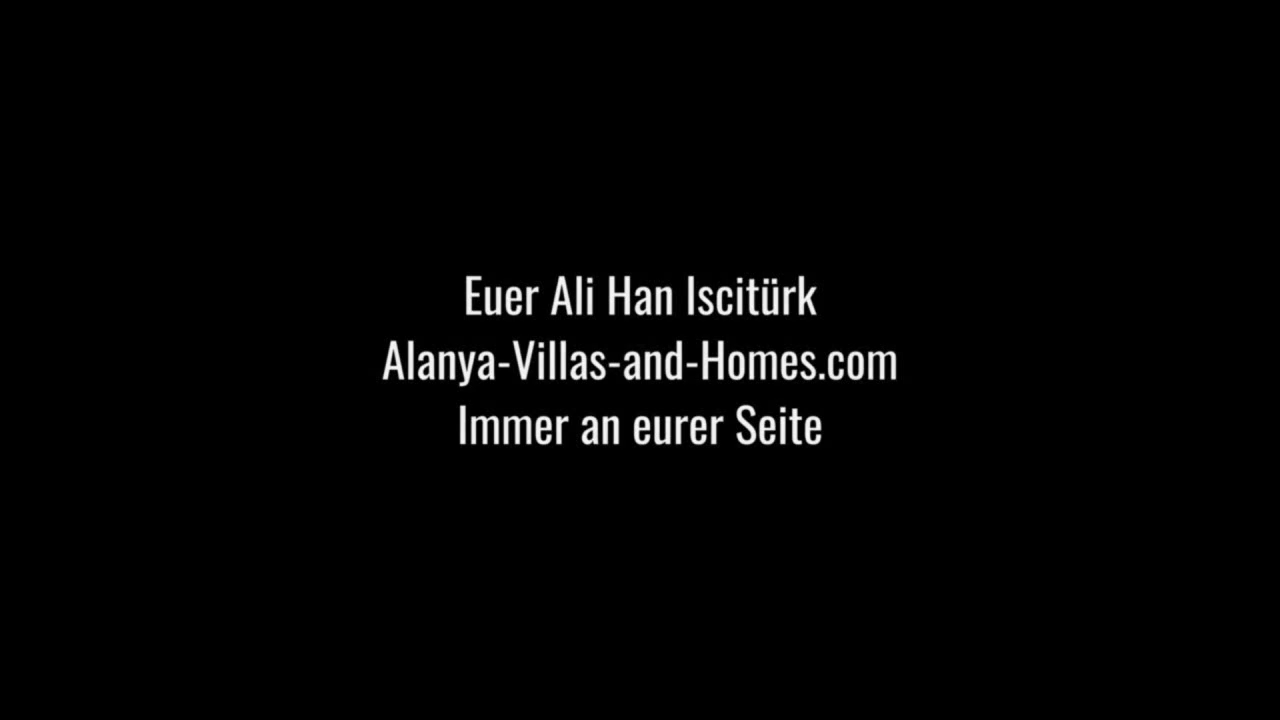 Euer Ali Han Iscitürk
Alanya-Villas-and-Homes.com
Immer an eurer Seite